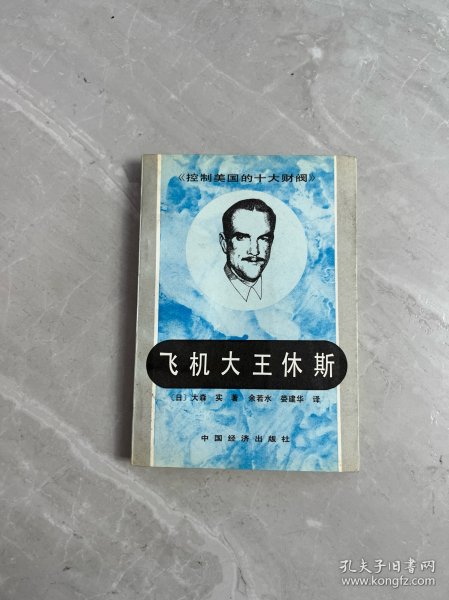 《控制美国的十大财阀》
飞机大王休斯
〔日〕大森 实 著 余若水 娄建华 译
中国经济出版社
孔夫子旧书网
www.kongfz.com